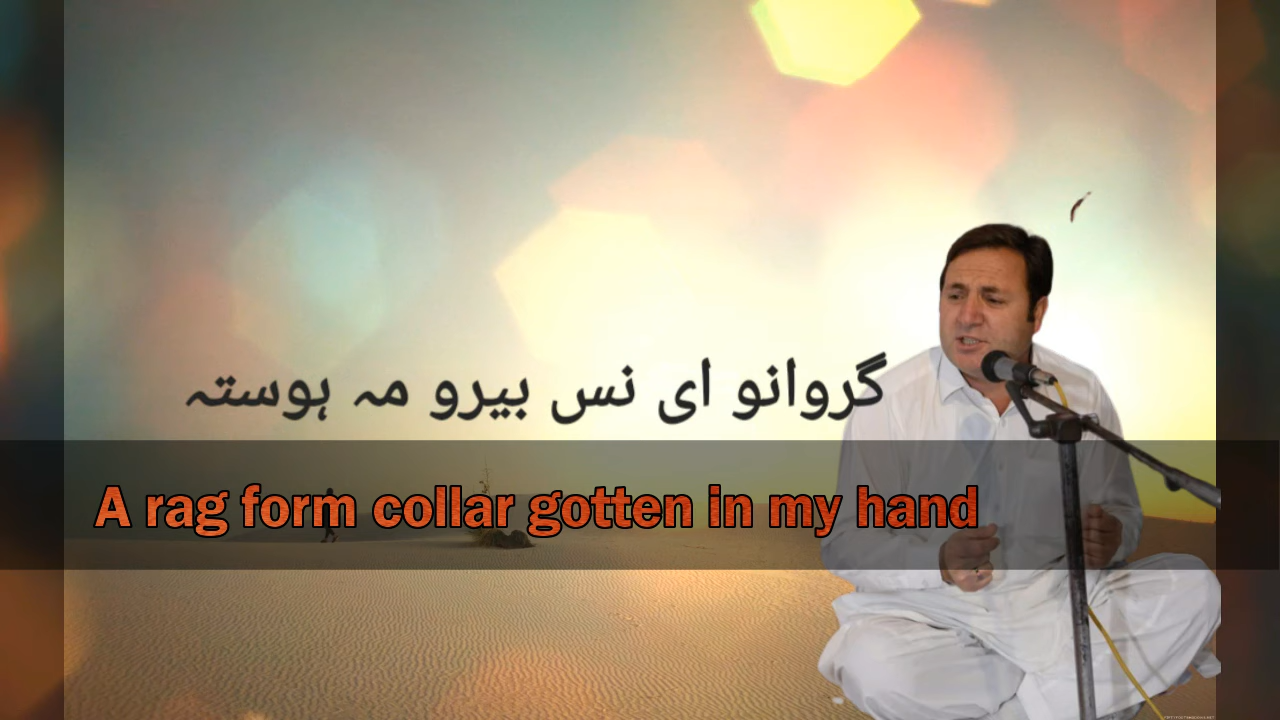 گروانو ای نس بیرو مہ ہوستہ
A rag form collar gotten in my hand